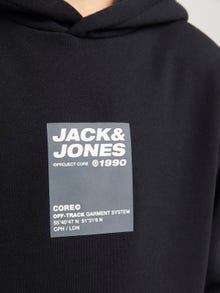 JACK&
JONES
©PROJECT CORE ©1990
CORE©
OFF-TRACK GARMENT SYSTEM
55°40'47 N 51°31'9 N
CPH / LDN